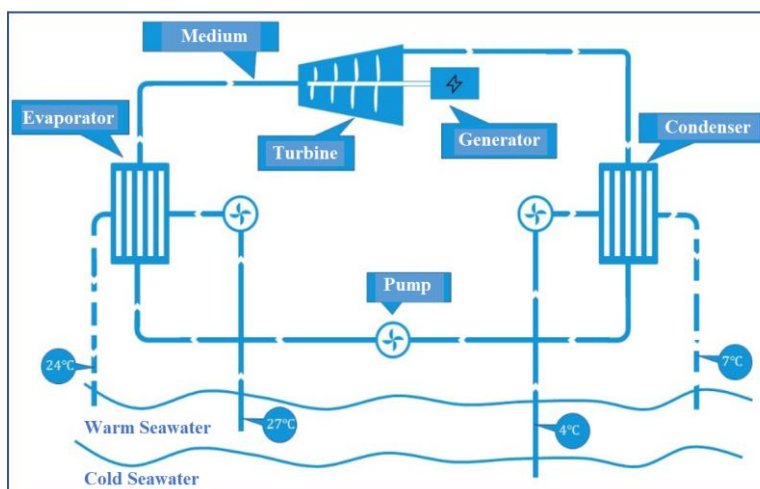 Medium
Evaporator
Turbine
Generator
Condenser
Pump
24°C
7°C
Warm Seawater
27°C
4°C
Cold Seawater